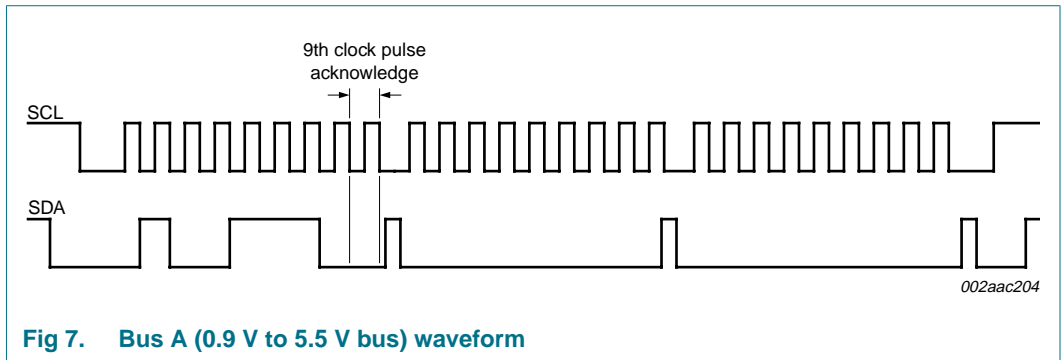 9th clock pulse
acknowledge
SCL
SDA
002aac204
Fig 7. Bus A (0.9 V to 5.5 V bus) waveform